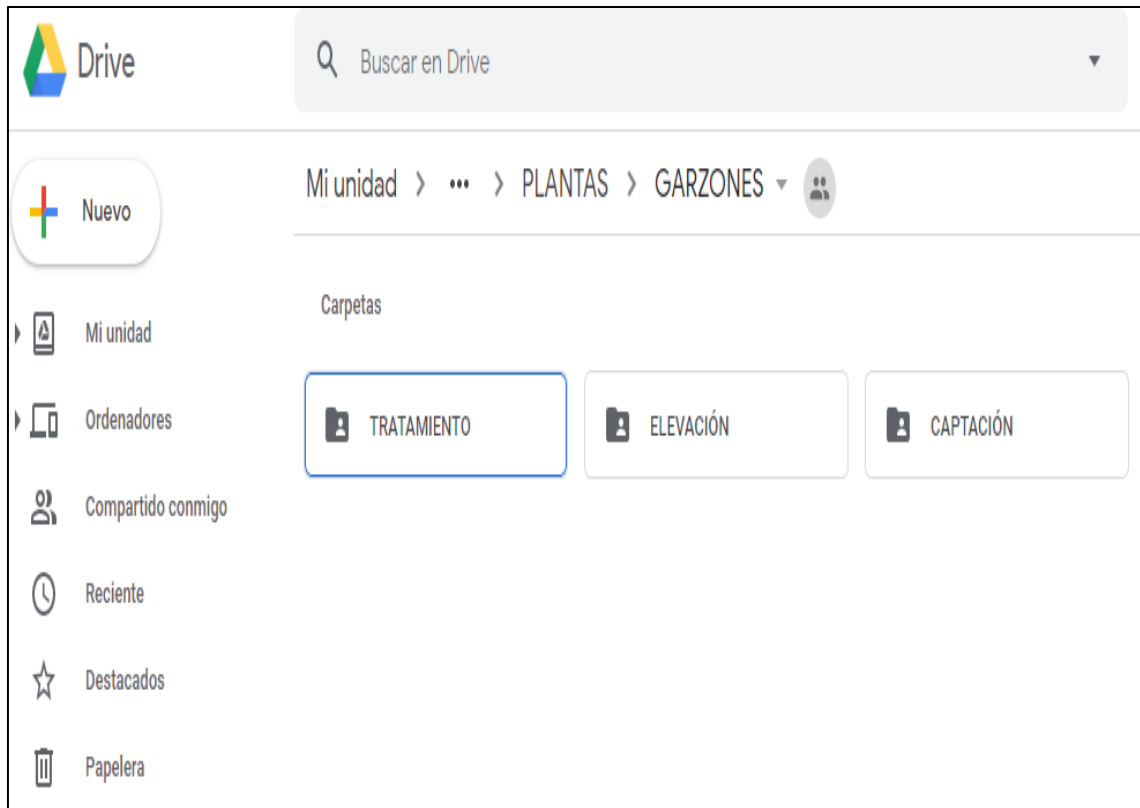 Drive
Buscar en Drive
Nuevo
Mi unidad > ··· > PLANTAS > GARZONES
Carpetas
TRATAMIENTO
ELEVACIÓN
CAPTACIÓN
Mi unidad
Ordenadores
Compartido conmigo
Reciente
Destacados
Papelera